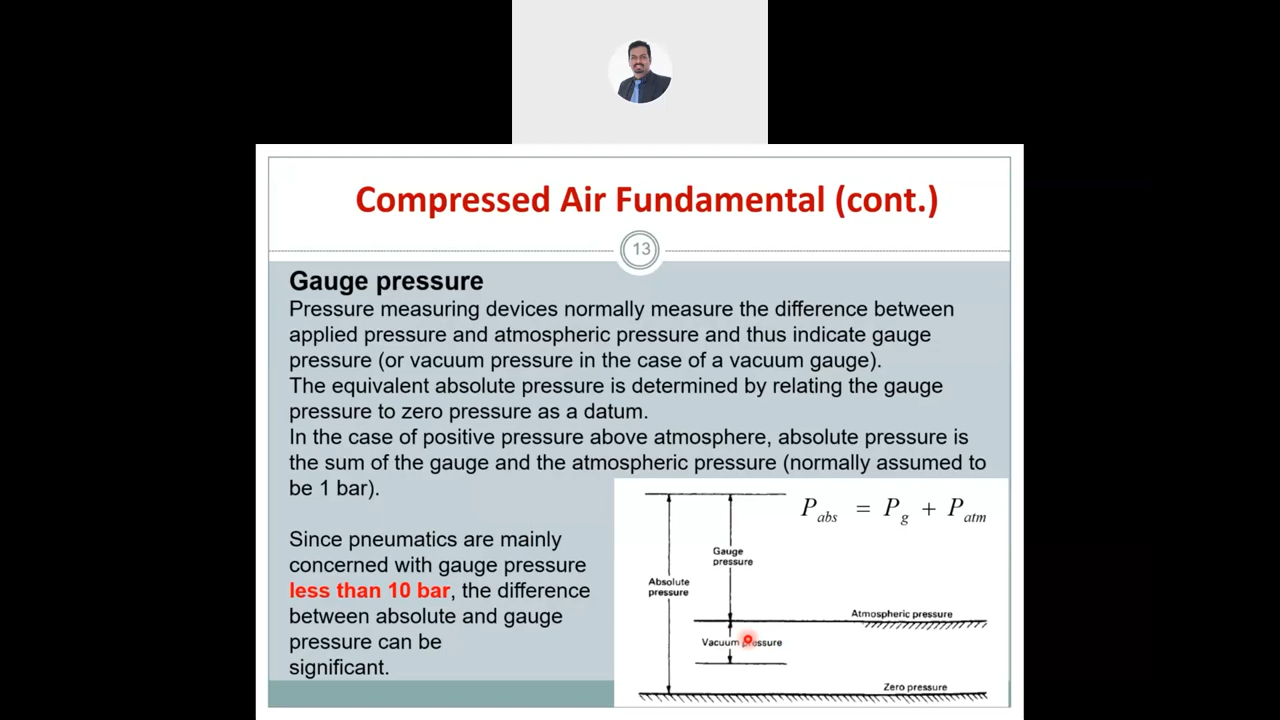 Compressed Air Fundamental (cont.)
13
Gauge pressure
Pressure measuring devices normally measure the difference between
applied pressure and atmospheric pressure and thus indicate gauge
pressure (or vacuum pressure in the case of a vacuum gauge).
The equivalent absolute pressure is determined by relating the gauge
pressure to zero pressure as a datum.
In the case of positive pressure above atmosphere, absolute pressure is
the sum of the gauge and the atmospheric pressure (normally assumed to
be 1 bar).
Since pneumatics are mainly
concerned with gauge pressure
less than 10 bar, the difference
between absolute and gauge
pressure can be
significant.
P_abs = P_g + P_atm
Gauge
pressure
Absolute
pressure
Atmospheric pressure
Vacuum pressure
Zero pressure